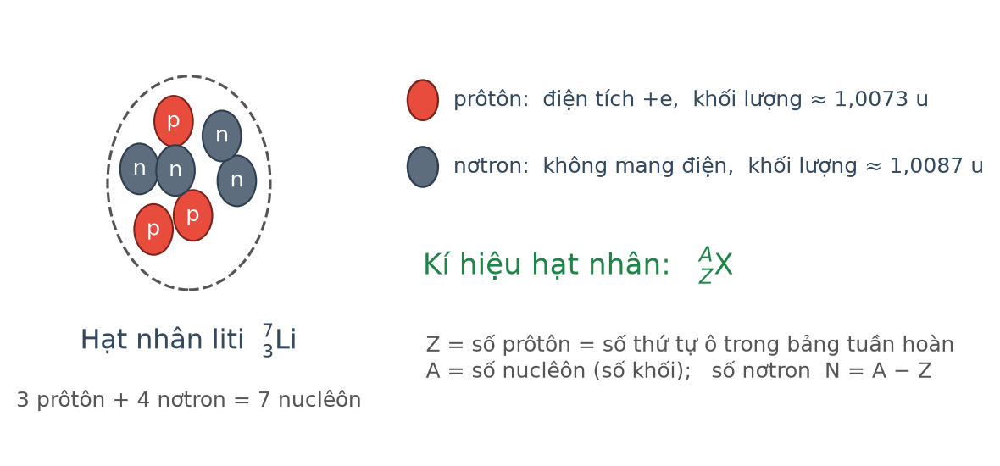 p
n
n
n
n
p
p
Hạt nhân liti ⁷₃Li
3 prôtôn + 4 nơtron = 7 nuclêôn
prôtôn: điện tích +e, khối lượng ≈ 1,0073 u
nơtron: không mang điện, khối lượng ≈ 1,0087 u
Kí hiệu hạt nhân: ᴬ_Z X
Z = số prôtôn = số thứ tự ô trong bảng tuần hoàn
A = số nuclêôn (số khối); số nơtron N = A − Z